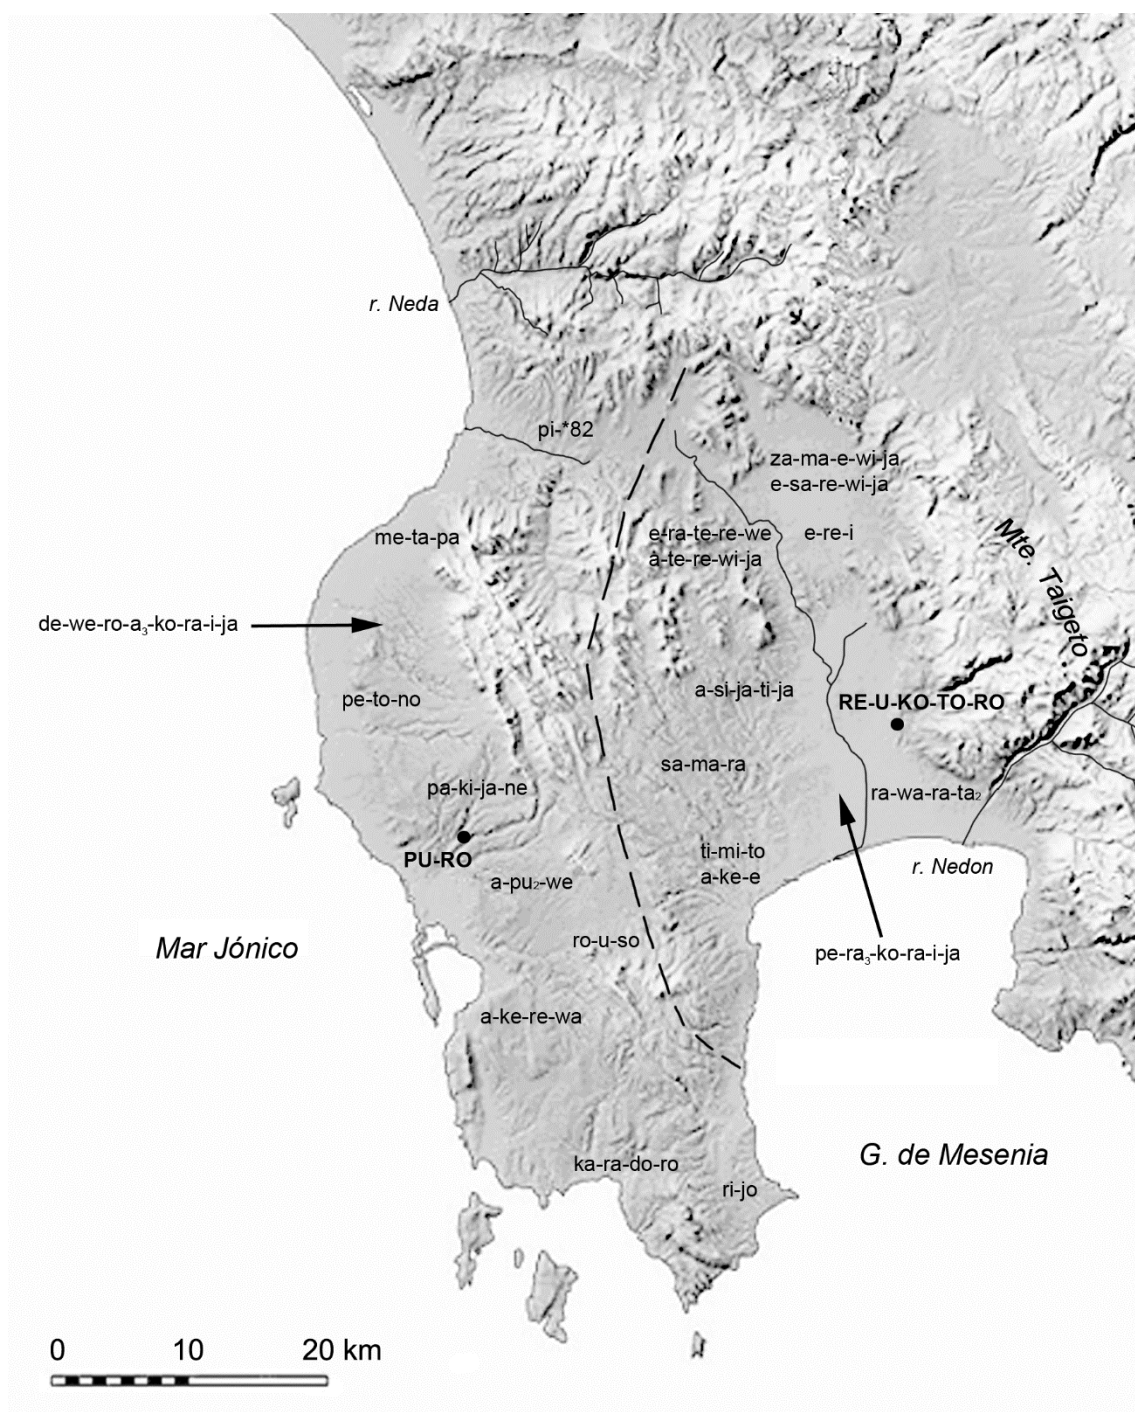 r. Neda
pi-*82
za-ma-e-wi-ja
e-sa-re-wi-ja
me-ta-pa
e-ra-te-re-we
a-te-re-wi-ja
e-re-i
Mte. Taigeto
de-we-ro-a₃-ko-ra-i-ja
pe-to-no
a-si-ja-ti-ja
RE-U-KO-TO-RO
sa-ma-ra
pa-ki-ja-ne
ra-wa-ra-ta₂
PU-RO
ti-mi-to
a-ke-e
r. Nedon
a-pu₂-we
Mar Jónico
ro-u-so
pe-ra₃-ko-ra-i-ja
a-ke-re-wa
G. de Mesenia
ka-ra-do-ro
ri-jo
0 10 20 km